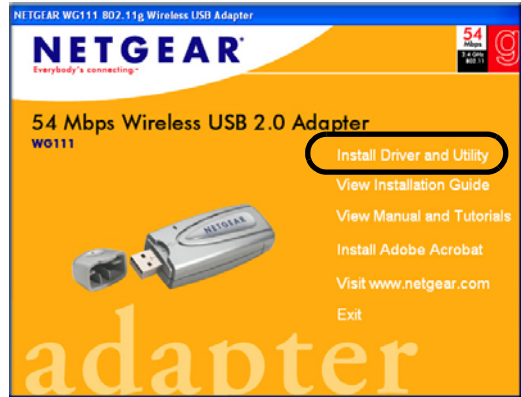 NETGEAR WG111 802.11g Wireless USB Adapter
NETGEAR
Everybody's connecting.
54
Mbps
2.4 GHz
802.11
g
54 Mbps Wireless USB 2.0 Adapter
WG111
Install Driver and Utility
View Installation Guide
View Manual and Tutorials
Install Adobe Acrobat
Visit www.netgear.com
Exit
NETGEAR
adapter